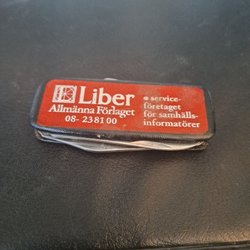 Liber
Allmänna Förlaget
08-238100
• service-
företaget
för samhälls-
informatörer